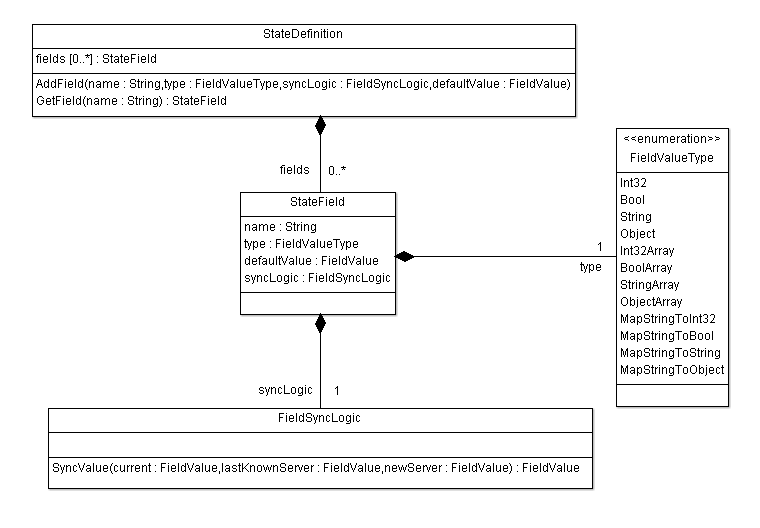 StateDefinition
fields [0..*] : StateField
AddField(name : String,type : FieldValueType,syncLogic : FieldSyncLogic,defaultValue : FieldValue)
GetField(name : String) : StateField
fields 0..*
StateField
name : String
type : FieldValueType
defaultValue : FieldValue
syncLogic : FieldSyncLogic
1
type
<<enumeration>>
FieldValueType
Int32
Bool
String
Object
Int32Array
BoolArray
StringArray
ObjectArray
MapStringToInt32
MapStringToBool
MapStringToString
MapStringToObject
syncLogic 1
FieldSyncLogic
SyncValue(current : FieldValue,lastKnownServer : FieldValue,newServer : FieldValue) : FieldValue